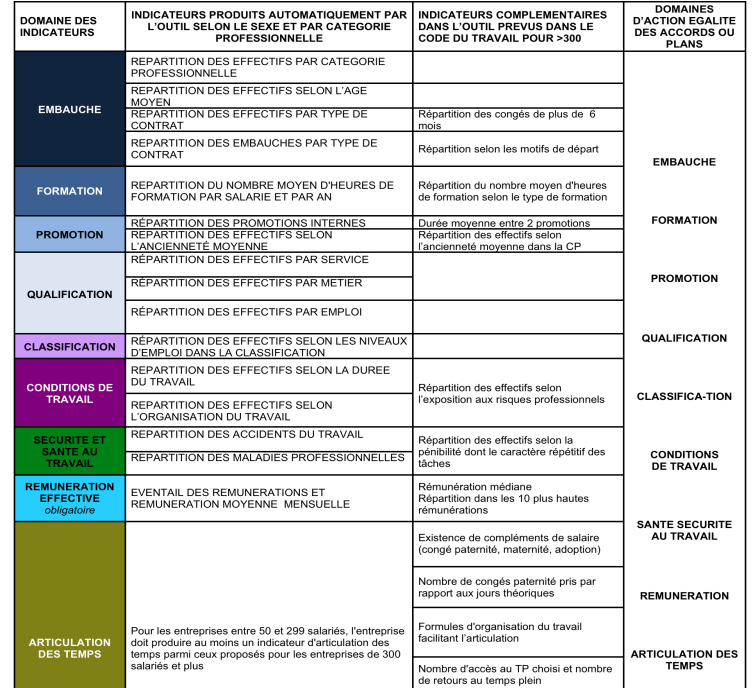 DOMAINE DES
INDICATEURS
INDICATEURS PRODUITS AUTOMATIQUEMENT PAR
L'OUTIL SELON LE SEXE ET PAR CATEGORIE
PROFESSIONNELLE
INDICATEURS COMPLEMENTAIRES
DANS L'OUTIL PREVUS DANS LE
CODE DU TRAVAIL POUR >300
DOMAINES
D'ACTION EGALITE
DES ACCORDS OU
PLANS
EMBAUCHE
REPARTITION DES EFFECTIFS PAR CATEGORIE
PROFESSIONNELLE
REPARTITION DES EFFECTIFS SELON L'AGE
MOYEN
REPARTITION DES EFFECTIFS PAR TYPE DE
CONTRAT
Répartition des congés de plus de 6
mois
REPARTITION DES EMBAUCHES PAR TYPE DE
CONTRAT
Répartition selon les motifs de départ
EMBAUCHE
FORMATION
REPARTITION DU NOMBRE MOYEN D'HEURES DE
FORMATION PAR SALARIE ET PAR AN
Répartition du nombre moyen d'heures
de formation selon le type de formation
FORMATION
PROMOTION
RÉPARTITION DES PROMOTIONS INTERNES
Durée moyenne entre 2 promotions
RÉPARTITION DES EFFECTIFS SELON
L'ANCIENNETÉ MOYENNE
Répartition des effectifs selon
l'ancienneté moyenne dans la CP
QUALIFICATION
RÉPARTITION DES EFFECTIFS PAR SERVICE
RÉPARTITION DES EFFECTIFS PAR METIER
RÉPARTITION DES EFFECTIFS PAR EMPLOI
PROMOTION
CLASSIFICATION
RÉPARTITION DES EFFECTIFS SELON LES NIVEAUX
D'EMPLOI DANS LA CLASSIFICATION
QUALIFICATION
CONDITIONS DE
TRAVAIL
REPARTITION DES EFFECTIFS SELON LA DUREE
DU TRAVAIL
REPARTITION DES EFFECTIFS SELON
L'ORGANISATION DU TRAVAIL
Répartition des effectifs selon
l'exposition aux risques professionnels
CLASSIFICA-TION
SECURITE ET
SANTE AU
TRAVAIL
REPARTITION DES ACCIDENTS DU TRAVAIL
REPARTITION DES MALADIES PROFESSIONNELLES
Répartition des effectifs selon la
pénibilité dont le caractère répétitif des
tâches
CONDITIONS
DE TRAVAIL
REMUNERATION
EFFECTIVE
obligatoire
EVENTAIL DES REMUNERATIONS ET
REMUNERATION MOYENNE MENSUELLE
Rémunération médiane
Répartition dans les 10 plus hautes
rémunérations
SANTE SECURITE
AU TRAVAIL
ARTICULATION
DES TEMPS
Pour les entreprises entre 50 et 299 salariés, l'entreprise
doit produire au moins un indicateur d'articulation des
temps parmi ceux proposés pour les entreprises de 300
salariés et plus
Existence de compléments de salaire
(congé paternité, maternité, adoption)
Nombre de congés paternité pris par
rapport aux jours théoriques
Formules d'organisation du travail
facilitant l'articulation
Nombre d'accès au TP choisi et nombre
de retours au temps plein
REMUNERATION
ARTICULATION DES
TEMPS